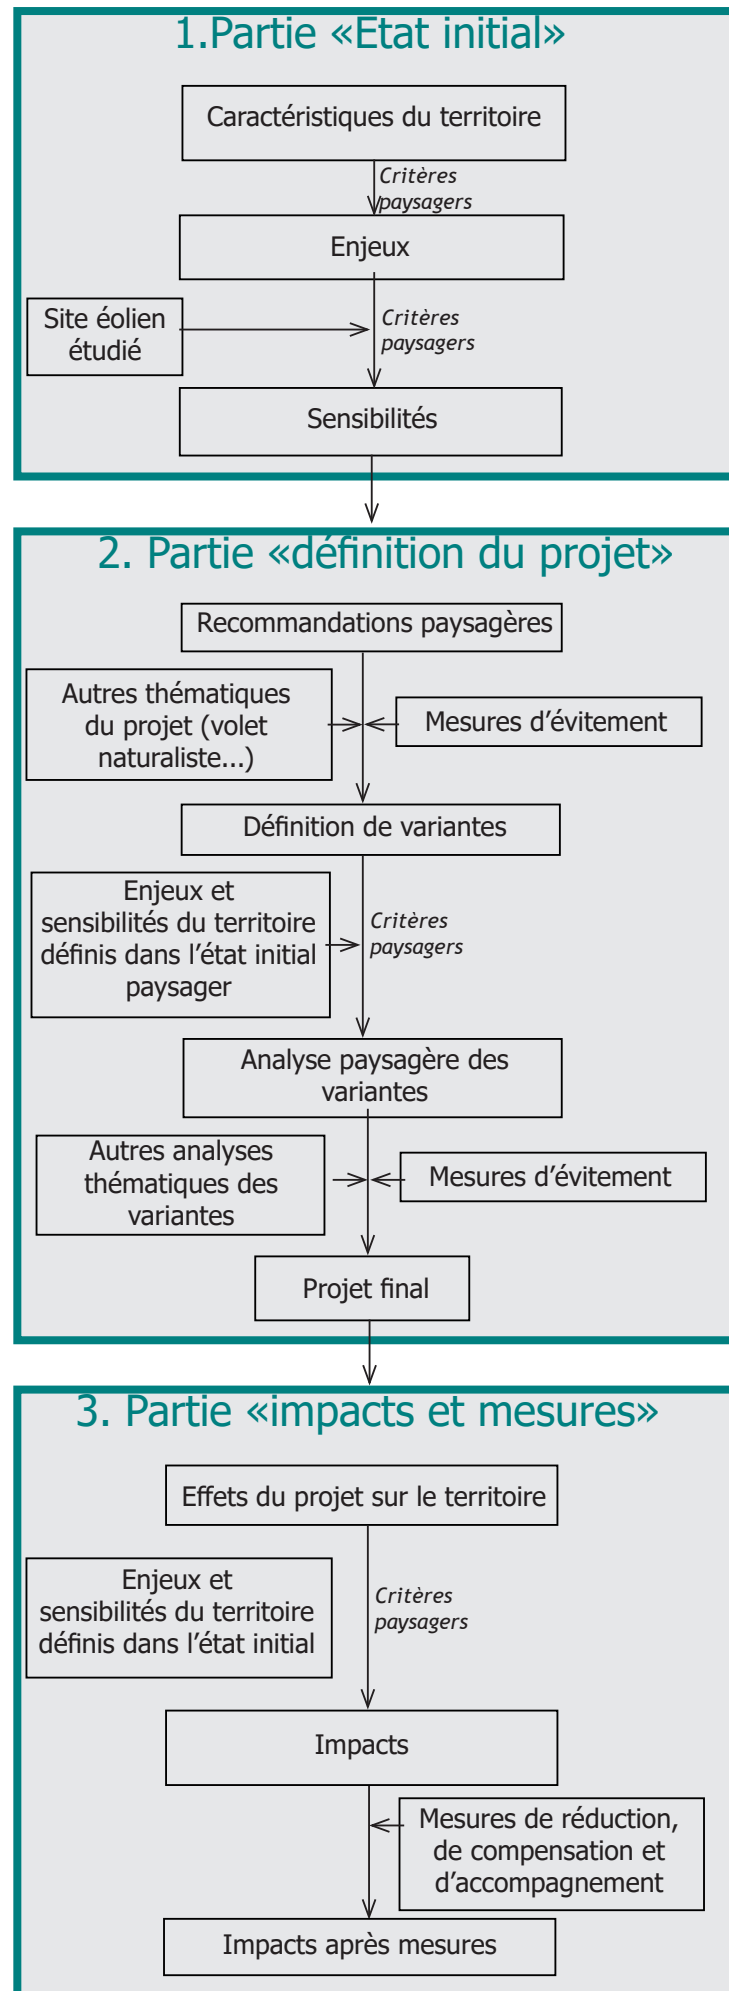 1.Partie «Etat initial»
Caractéristiques du territoire
Critères
paysagers
Enjeux
Site éolien
étudié
Critères
paysagers
Sensibilités
2. Partie «définition du projet»
Recommandations paysagères
Autres thématiques
du projet (volet
naturaliste...)
Mesures d’évitement
Définition de variantes
Enjeux et
sensibilités du territoire
définis dans l’état initial
paysager
Critères
paysagers
Analyse paysagère des
variantes
Autres analyses
thématiques des
variantes
Mesures d’évitement
Projet final
3. Partie «impacts et mesures»
Effets du projet sur le territoire
Enjeux et
sensibilités du territoire
définis dans l’état initial
Critères
paysagers
Impacts
Mesures de réduction,
de compensation et
d’accompagnement
Impacts après mesures